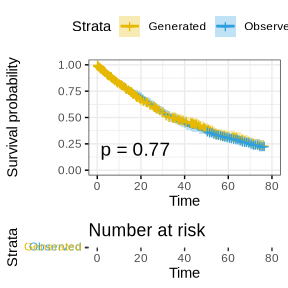 Strata Generated Observe
Survival probability
1.00
0.75
0.50
0.25
0.00
p = 0.77
0 20 40 60 80
Time
Number at risk
Strata
Observed
0 20 40 60 80
Time